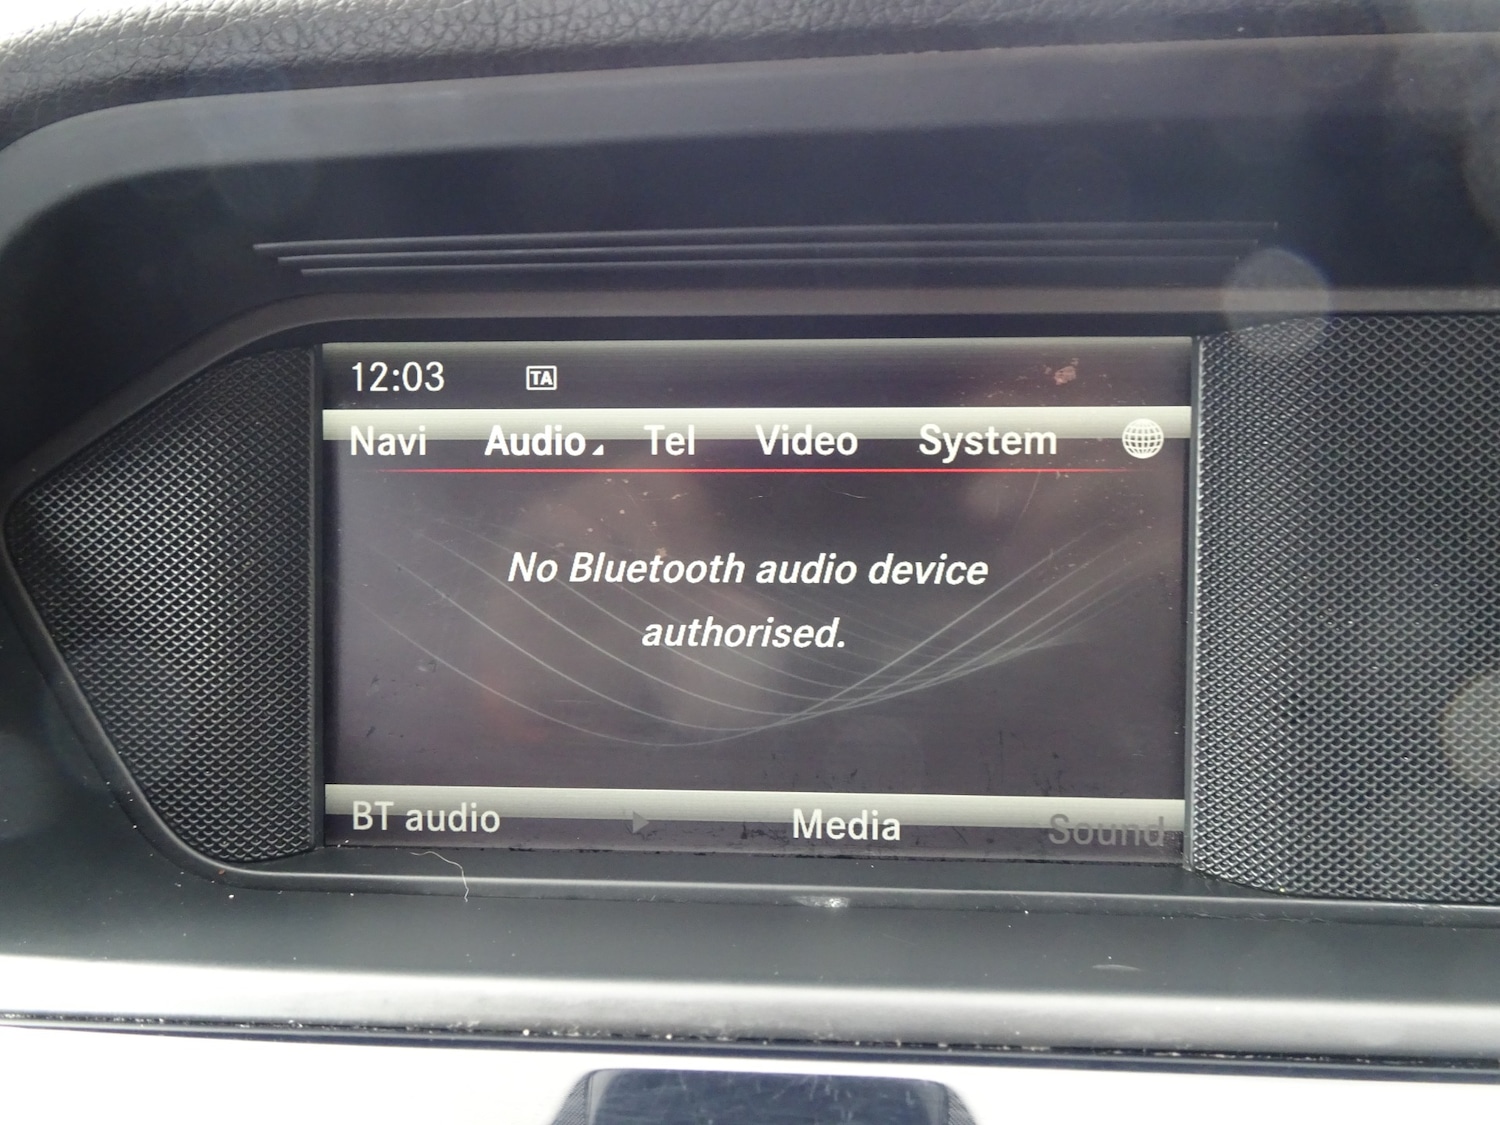 12:03 TA
Navi Audio Tel Video System
No Bluetooth audio device
authorised.
BT audio Media Sound